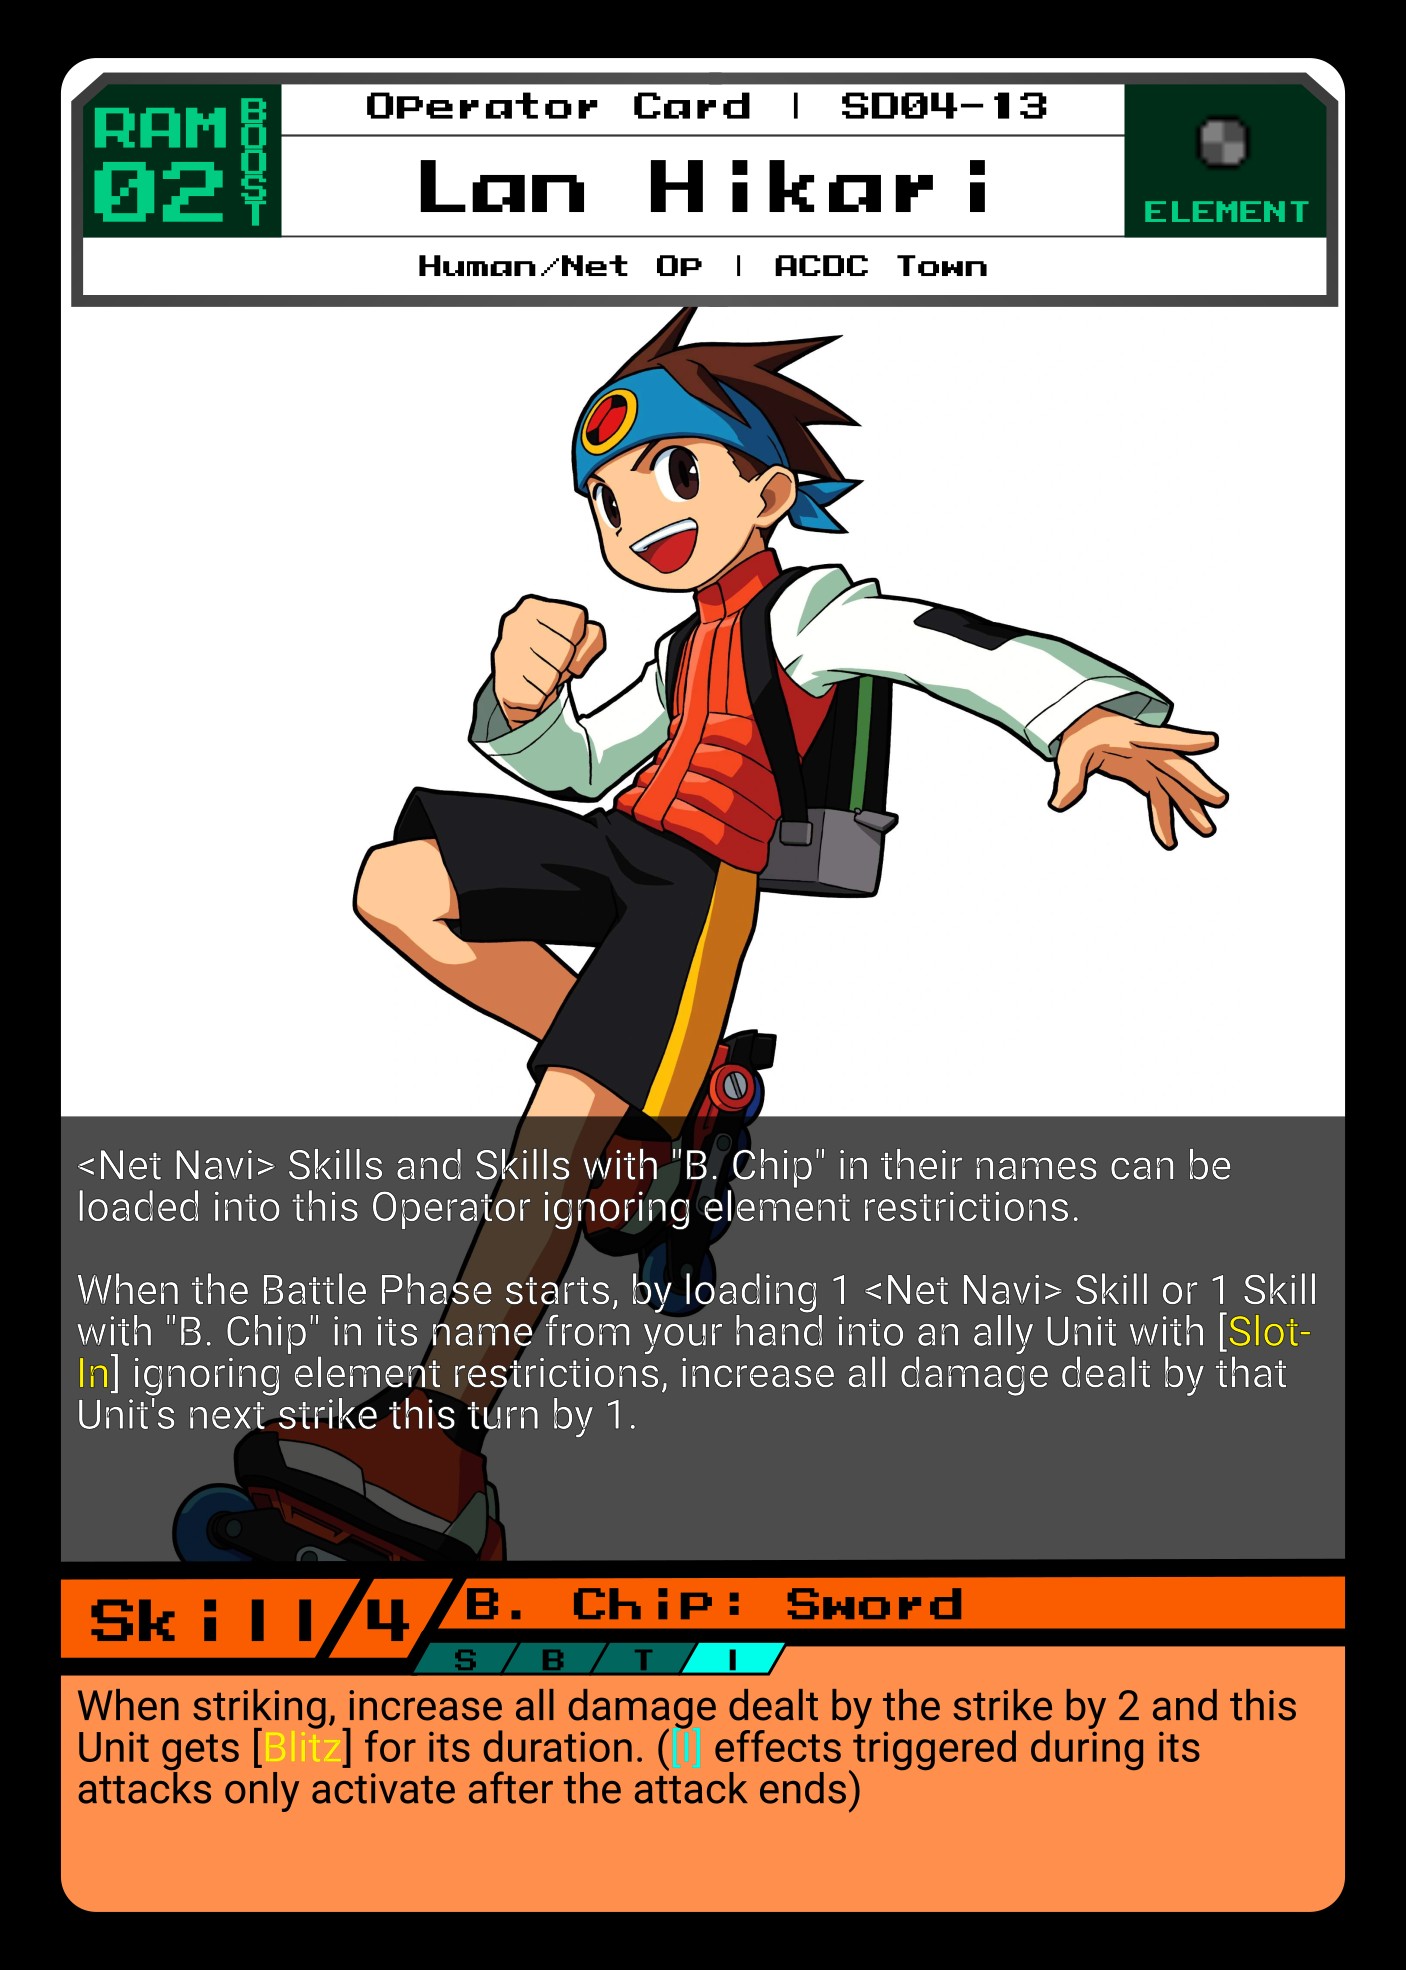 RAM BOOST
02
Operator Card | SD04-13
Lan Hikari
ELEMENT
Human/Net Op | ACDC Town
<Net Navi> Skills and Skills with "B. Chip" in their names can be
loaded into this Operator ignoring element restrictions.
When the Battle Phase starts, by loading 1 <Net Navi> Skill or 1 Skill
with "B. Chip" in its name from your hand into an ally Unit with [Slot-
In] ignoring element restrictions, increase all damage dealt by that
Unit's next strike this turn by 1.
Skill/4
B. Chip: Sword
S / B / T / I
When striking, increase all damage dealt by the strike by 2 and this
Unit gets [Blitz] for its duration. ([I] effects triggered during its
attacks only activate after the attack ends)